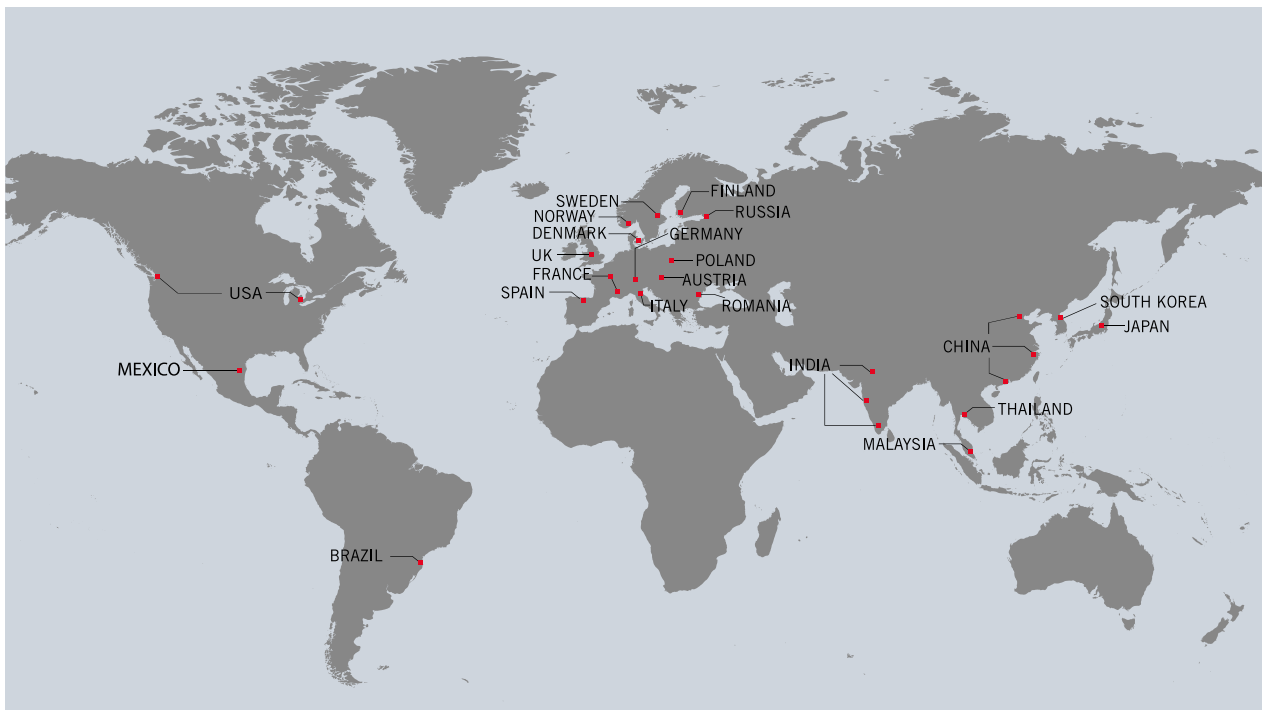 FINLAND
SWEDEN
RUSSIA
NORWAY
DENMARK
GERMANY
UK
POLAND
FRANCE
AUSTRIA
USA
SPAIN
ITALY
ROMANIA
SOUTH KOREA
JAPAN
CHINA
MEXICO
INDIA
THAILAND
MALAYSIA
BRAZIL